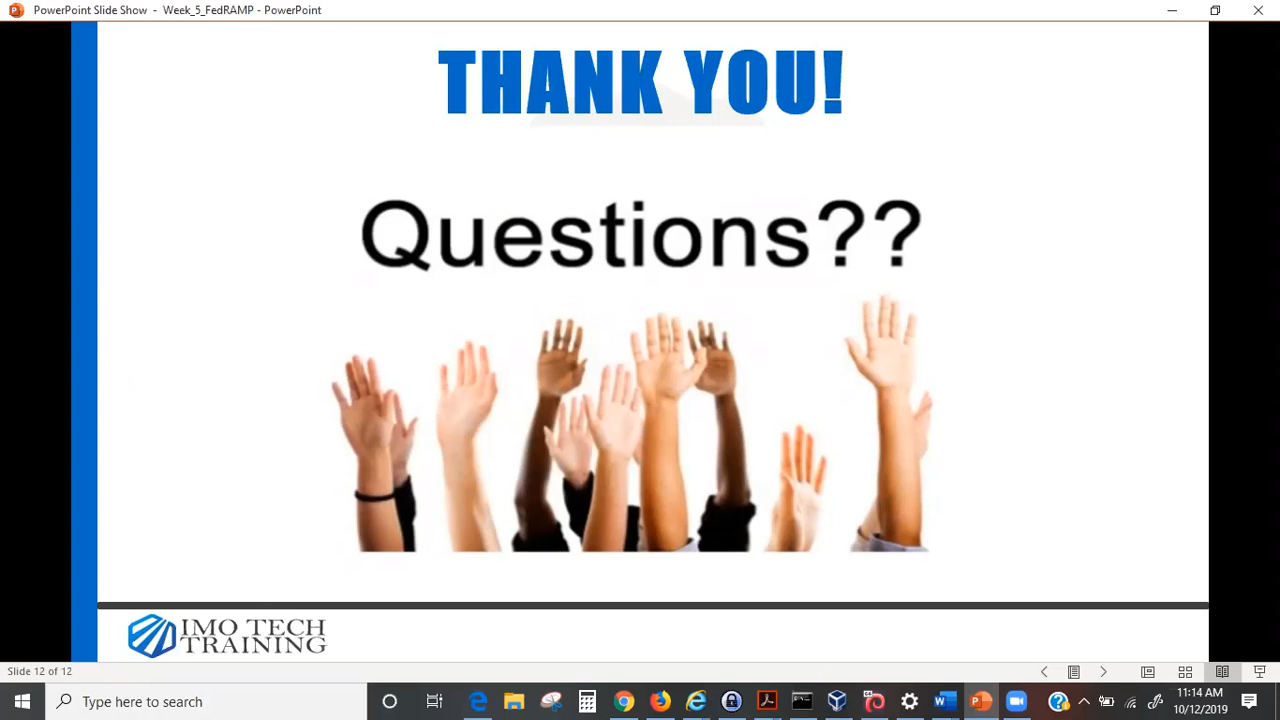 PowerPoint Slide Show - Week_5_FedRAMP - PowerPoint
THANK YOU!
Questions??
IMO TECH
TRAINING
Slide 12 of 12
Type here to search
11:14 AM
10/12/2019